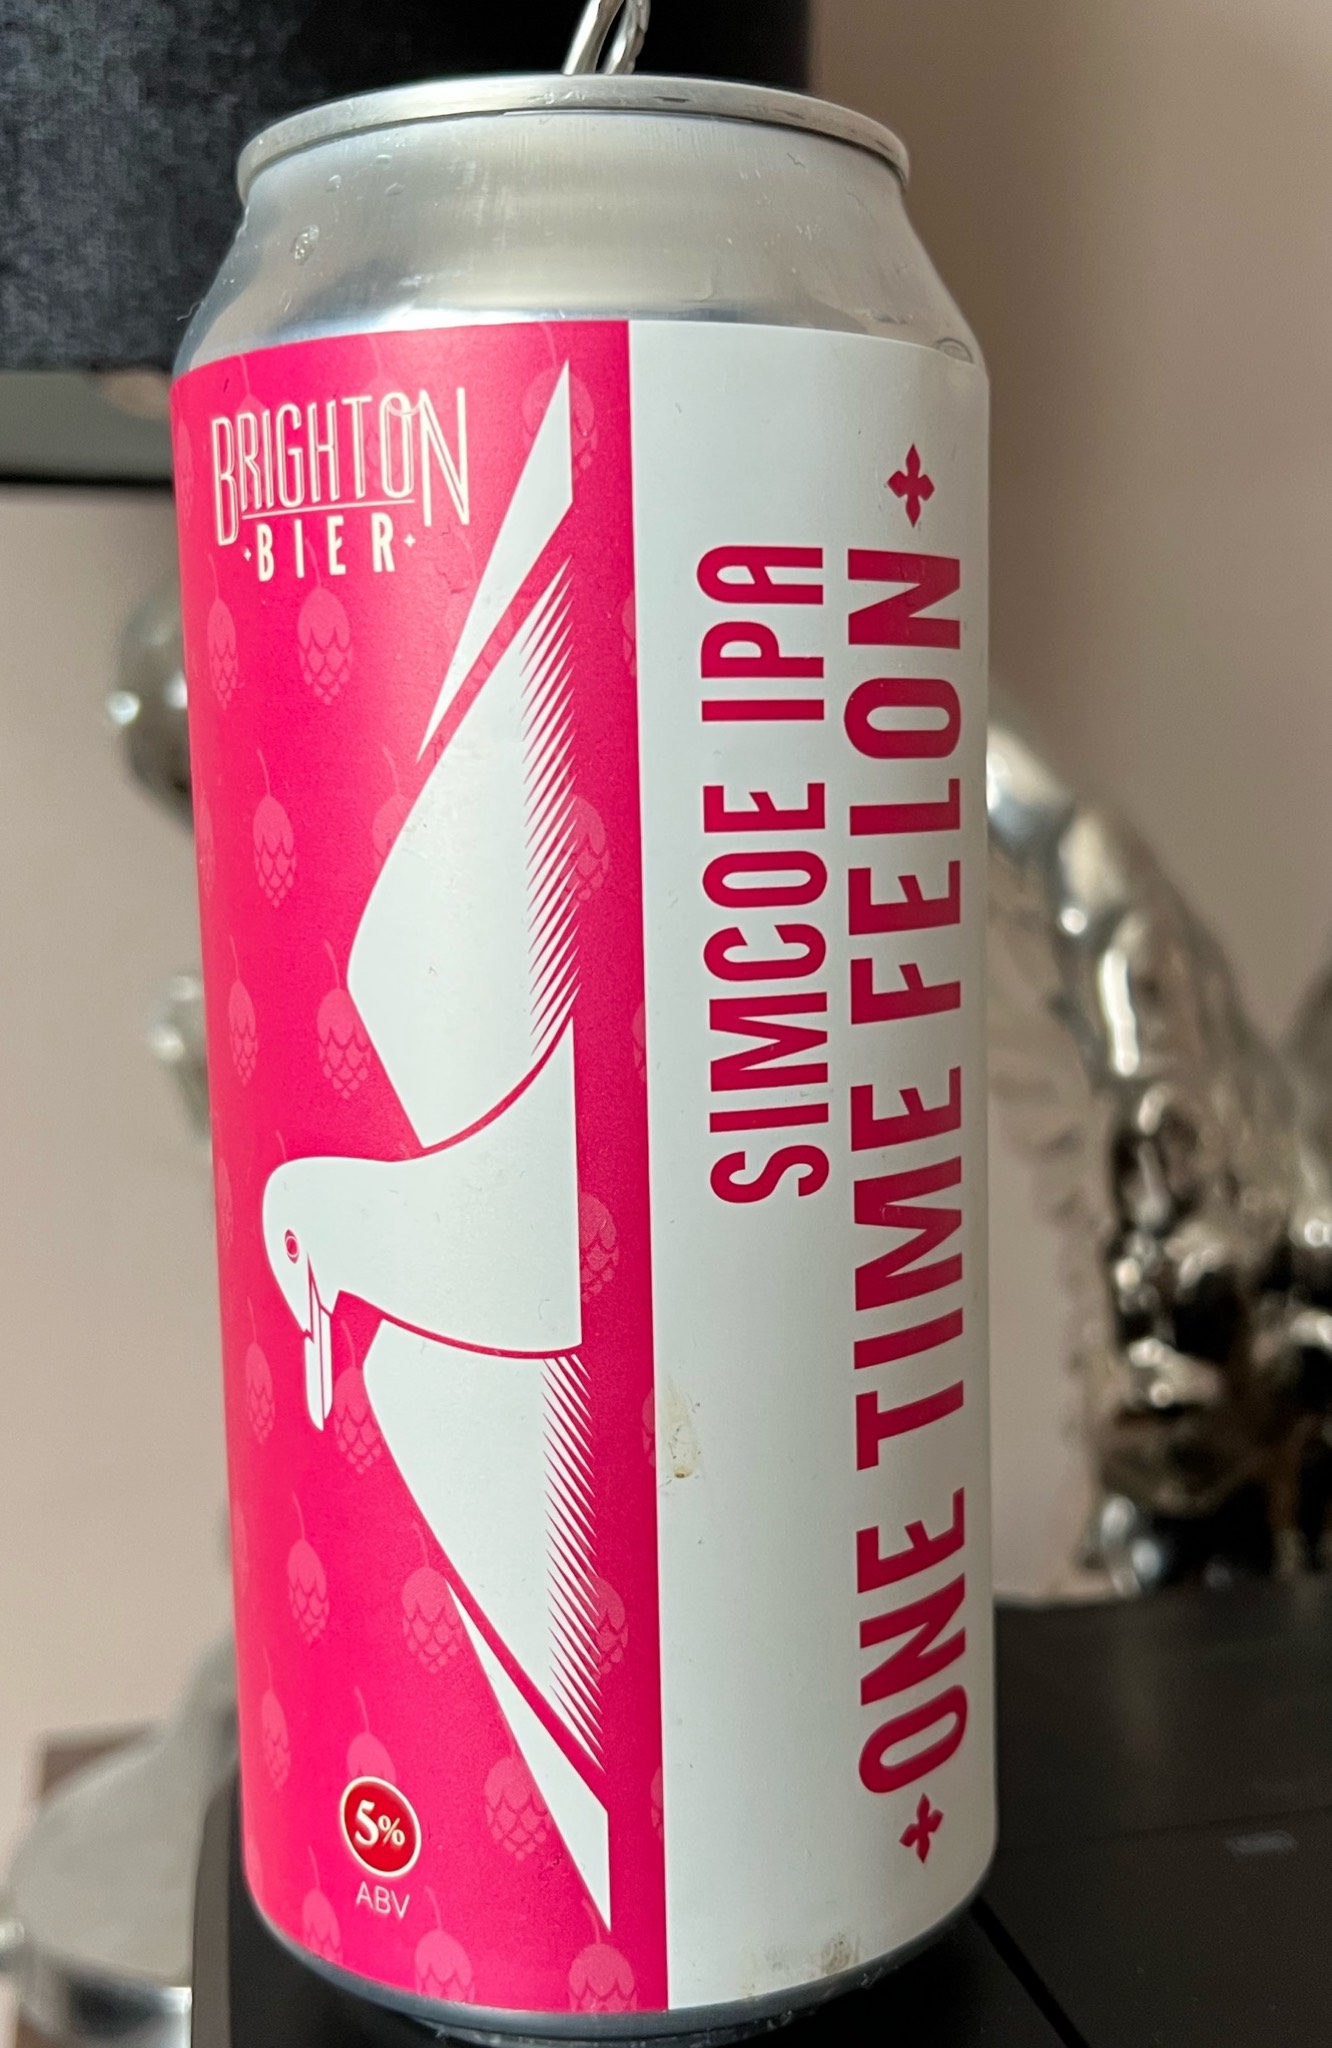 BRIGHTON
BIER
5%
ABV
SIMCOE IPA
ONE TIME FELON